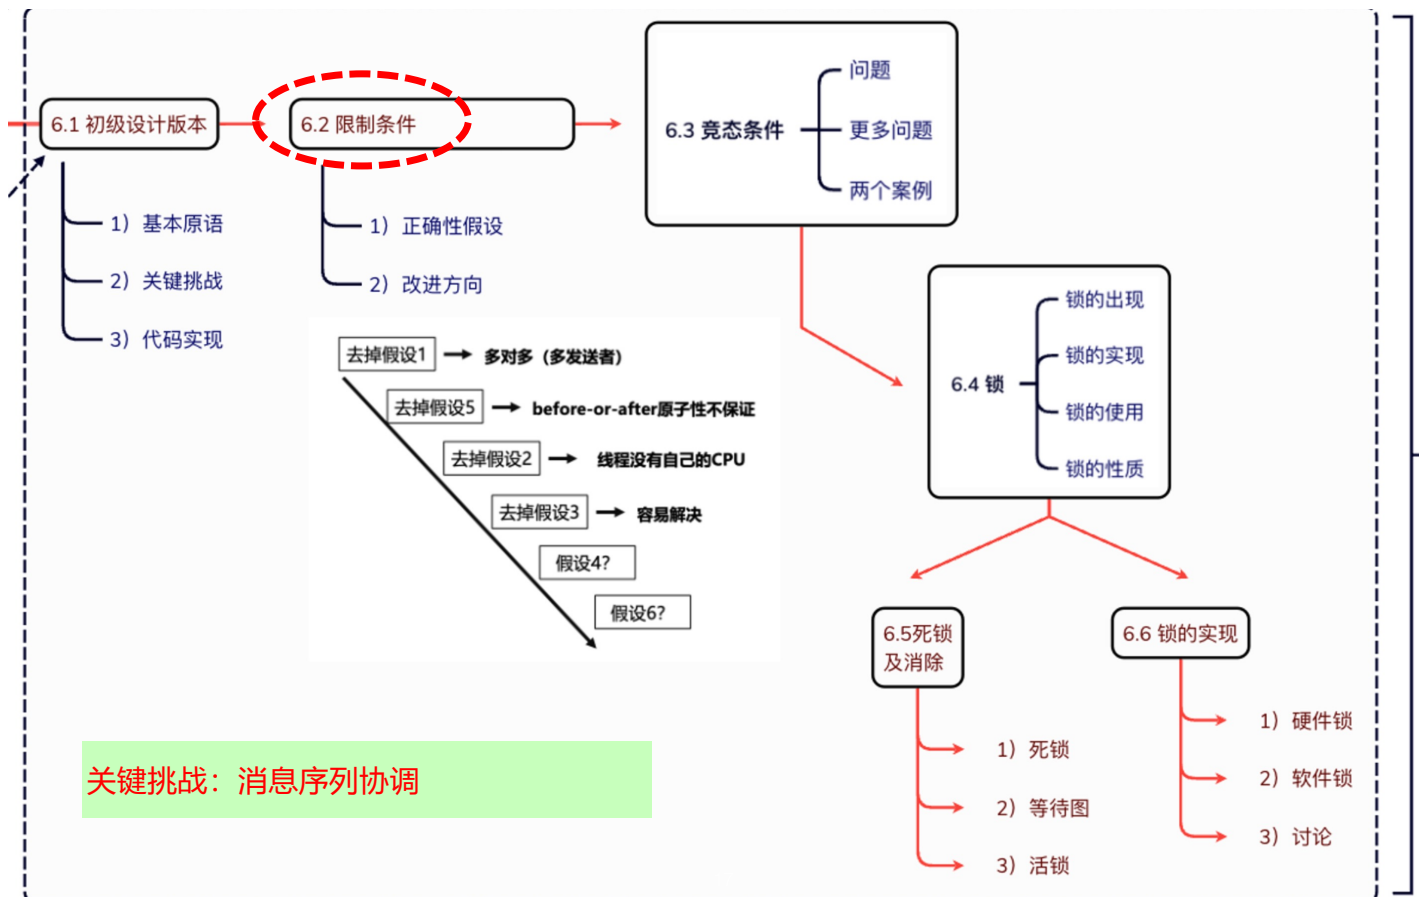 6.1 初级设计版本
1）基本原语
2）关键挑战
3）代码实现
6.2 限制条件
1）正确性假设
2）改进方向
去掉假设1
多对多（多发送者）
去掉假设5
before-or-after原子性不保证
去掉假设2
线程没有自己的CPU
去掉假设3
容易解决
假设4?
假设6?
6.3 竞态条件
问题
更多问题
两个案例
6.4 锁
锁的出现
锁的实现
锁的使用
锁的性质
6.5死锁
及消除
1）死锁
2）等待图
3）活锁
6.6 锁的实现
1）硬件锁
2）软件锁
3）讨论
关键挑战：消息序列协调